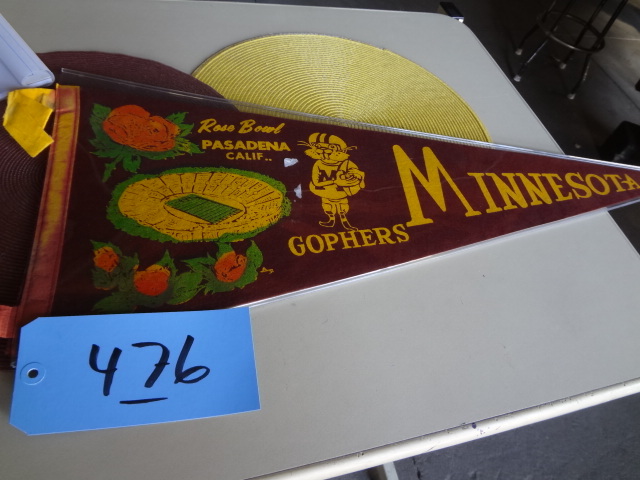 Rose Bowl
PASADENA
CALIF..
M
GOPHERS
MINNESOTA
476